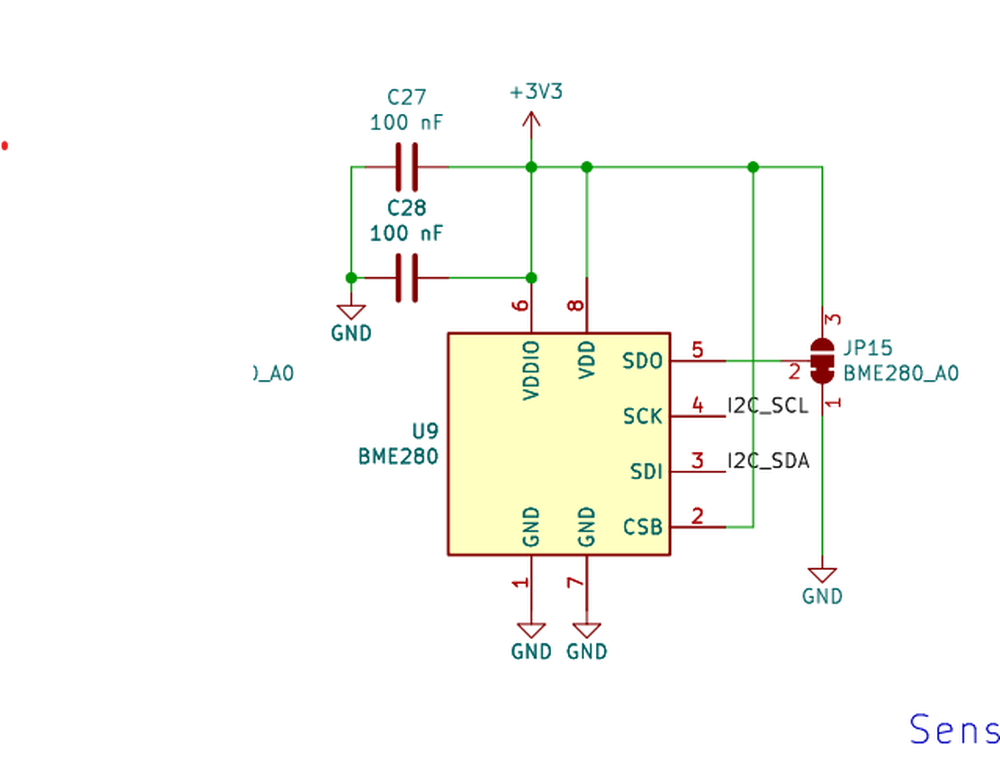 C27
100 nF
+3V3
C28
100 nF
GND
6
8
3
VDDIO
VDD
SDO
5
2
JP15
BME280_A0
)_A0
SCK
4
I2C_SCL
1
U9
BME280
SDI
3
I2C_SDA
GND
GND
CSB
2
1
7
GND
GND
GND
Sens